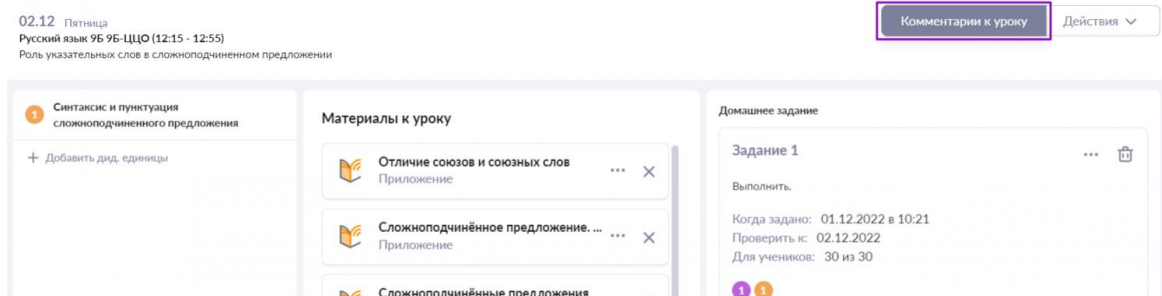 02.12 Пятница
Русский язык 9Б 9Б-ЦЦО (12:15 - 12:55)
Роль указательных слов в сложноподчиненном предложении
Комментарии к уроку
Действия
1
Синтаксис и пунктуация
сложноподчиненного предложения
+ Добавить дид. единицы
Материалы к уроку
Отличие союзов и союзных слов
Приложение
Сложноподчинённое предложение. ...
Приложение
Сложноподчинённые предложения
Домашнее задание
Задание 1
Выполнить.
Когда задано: 01.12.2022 в 10:21
Проверить к: 02.12.2022
Для учеников: 30 из 30
1 1